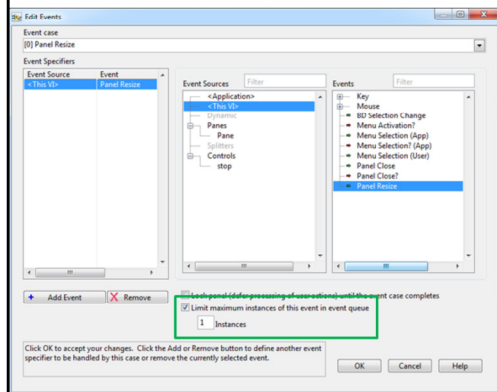 Edit Events
Event case
[0] Panel Resize
Event Specifiers
Event Source Event
<This VI> Panel Resize
Event Sources Filter
<Application>
<This VI>
Dynamic
Panes
Pane
Splitters
Controls
stop
Events Filter
Key
Mouse
BD Selection Change
Menu Activation?
Menu Selection (App)
Menu Selection? (App)
Menu Selection (User)
Panel Close
Panel Close?
Panel Resize
Add Event
Remove
Lock panel (defer processing of user actions) until the event case completes
Limit maximum instances of this event in event queue
1 Instances
Click OK to accept your changes. Click the Add or Remove button to define another event
specifier to be handled by this case or remove the currently selected event.
OK Cancel Help